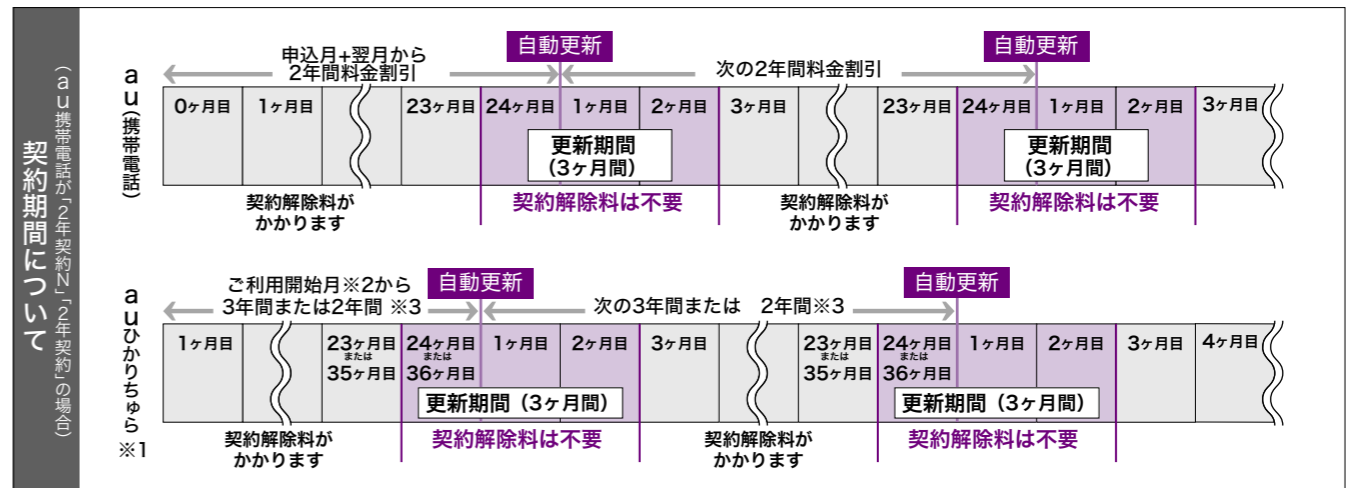 契約期間について
（au携帯電話が「2年契約N」「2年契約」の場合）
au(携帯電話)
申込月+翌月から
2年間料金割引
自動更新
次の2年間料金割引
自動更新
0ヶ月目 1ヶ月目 23ヶ月目 24ヶ月目 1ヶ月目 2ヶ月目 3ヶ月目 23ヶ月目 24ヶ月目 1ヶ月目 2ヶ月目 3ヶ月目
更新期間
(3ヶ月間)
更新期間
(3ヶ月間)
契約解除料が
かかります
契約解除料は不要
契約解除料が
かかります
契約解除料は不要
auひかりちゅら
※1
ご利用開始月※2から
3年間または2年間 ※3
自動更新
次の3年間または 2年間※3
自動更新
1ヶ月目 23ヶ月目 24ヶ月目 1ヶ月目 2ヶ月目 3ヶ月目 23ヶ月目 24ヶ月目 1ヶ月目 2ヶ月目 3ヶ月目 4ヶ月目
または または または または
35ヶ月目 36ヶ月目 35ヶ月目 36ヶ月目
更新期間（3ヶ月間）
更新期間（3ヶ月間）
契約解除料が
かかります
契約解除料は不要
契約解除料が
かかります
契約解除料は不要